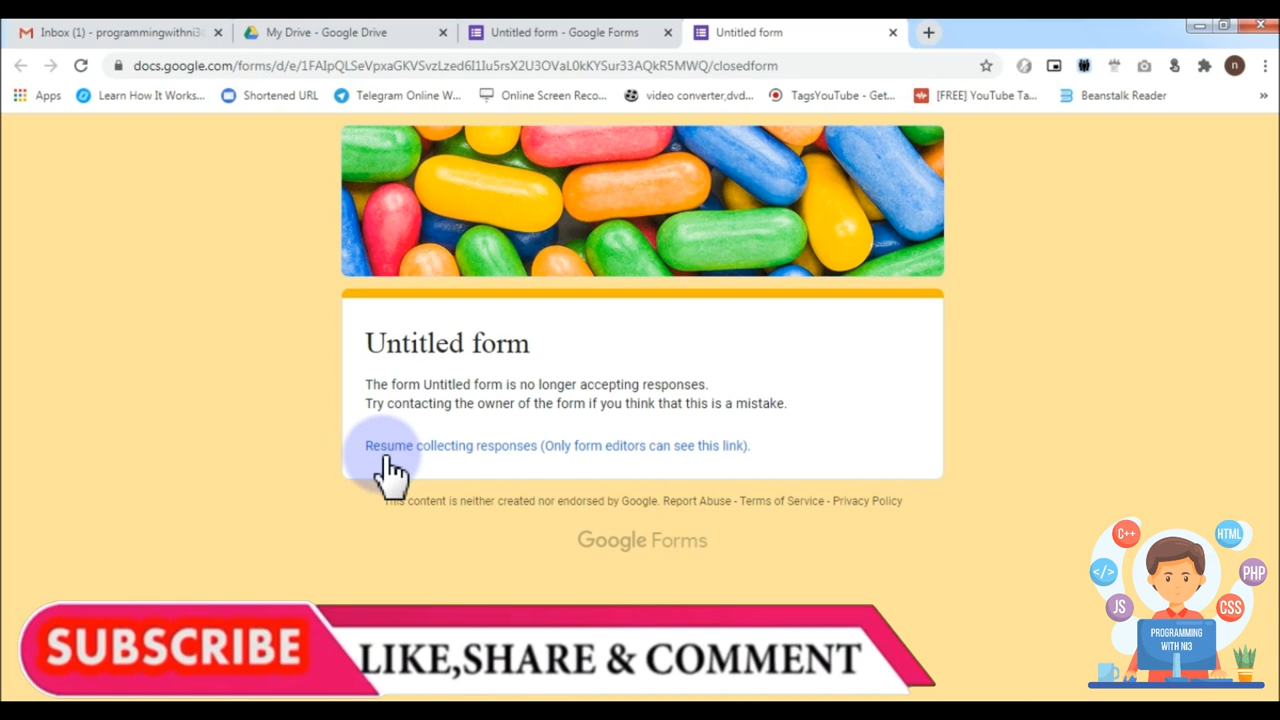 Inbox (1) - programmingwithni3
My Drive - Google Drive
Untitled form - Google Forms
Untitled form
docs.google.com/forms/d/e/1FAIpQLSeVpxaGKVSvzLzed6I1Iu5rsX2U3OVaL0kKYSur33AQkR5MWQ/closedform
n
Apps
Learn How It Works...
Shortened URL
Telegram Online W...
Online Screen Reco...
video converter,dvd...
TagsYouTube - Get...
[FREE] YouTube Ta...
Beanstalk Reader
»
Untitled form
The form Untitled form is no longer accepting responses.
Try contacting the owner of the form if you think that this is a mistake.
Resume collecting responses (Only form editors can see this link).
This content is neither created nor endorsed by Google. Report Abuse - Terms of Service - Privacy Policy
Google Forms
C++
HTML
</>
PHP
JS
CSS
PROGRAMMING
WITH NI3
SUBSCRIBE
LIKE,SHARE & COMMENT